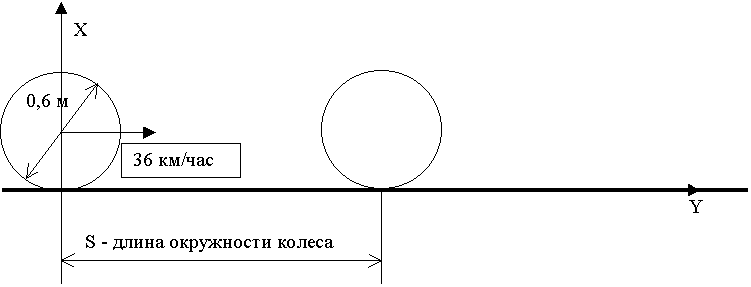 X
0,6 м
36 км/час
Y
S - длина окружности колеса